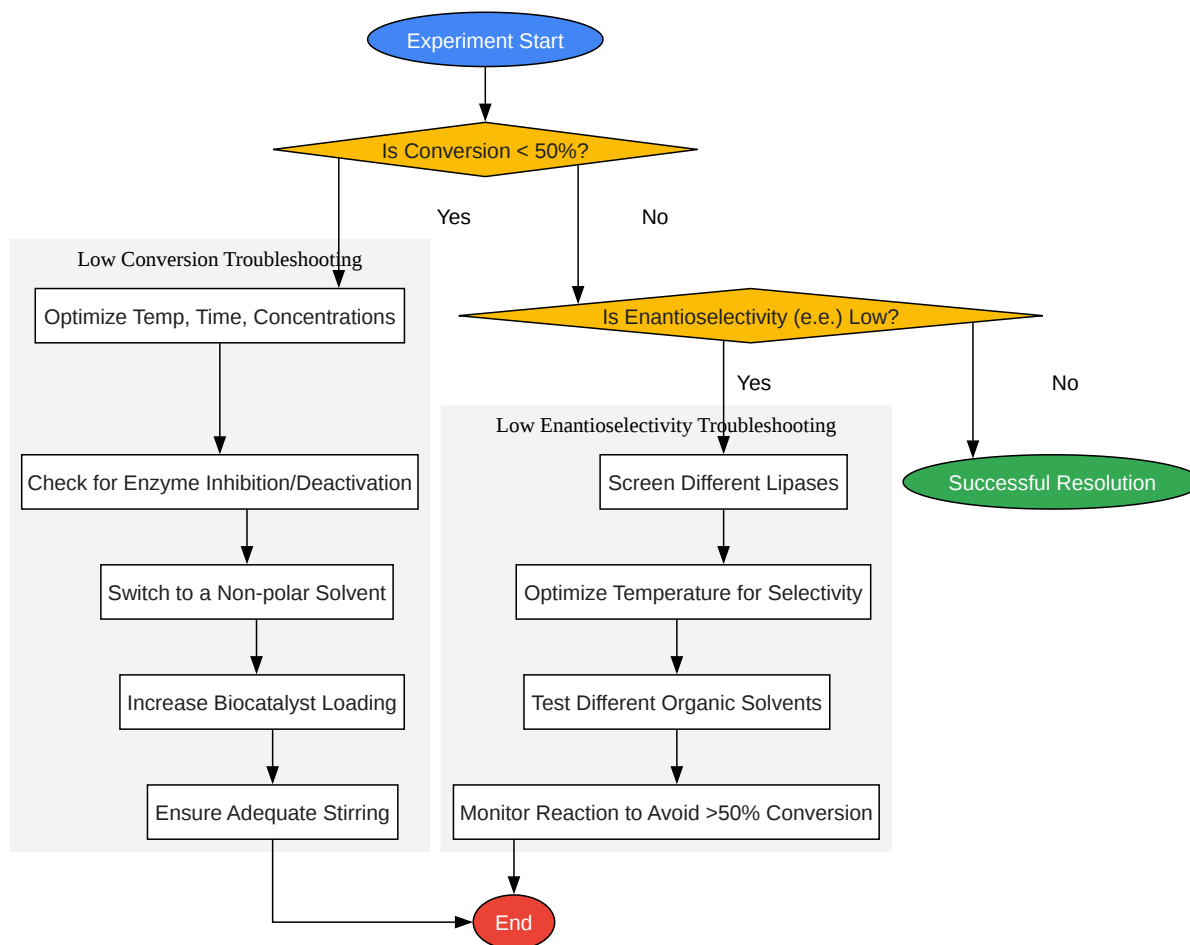 Experiment Start
Is Conversion < 50%?
Yes
No
Low Conversion Troubleshooting
Optimize Temp, Time, Concentrations
Is Enantioselectivity (e.e.) Low?
Yes
No
Low Enantioselectivity Troubleshooting
Check for Enzyme Inhibition/Deactivation
Screen Different Lipases
Successful Resolution
Switch to a Non-polar Solvent
Optimize Temperature for Selectivity
Increase Biocatalyst Loading
Test Different Organic Solvents
Ensure Adequate Stirring
Monitor Reaction to Avoid >50% Conversion
End